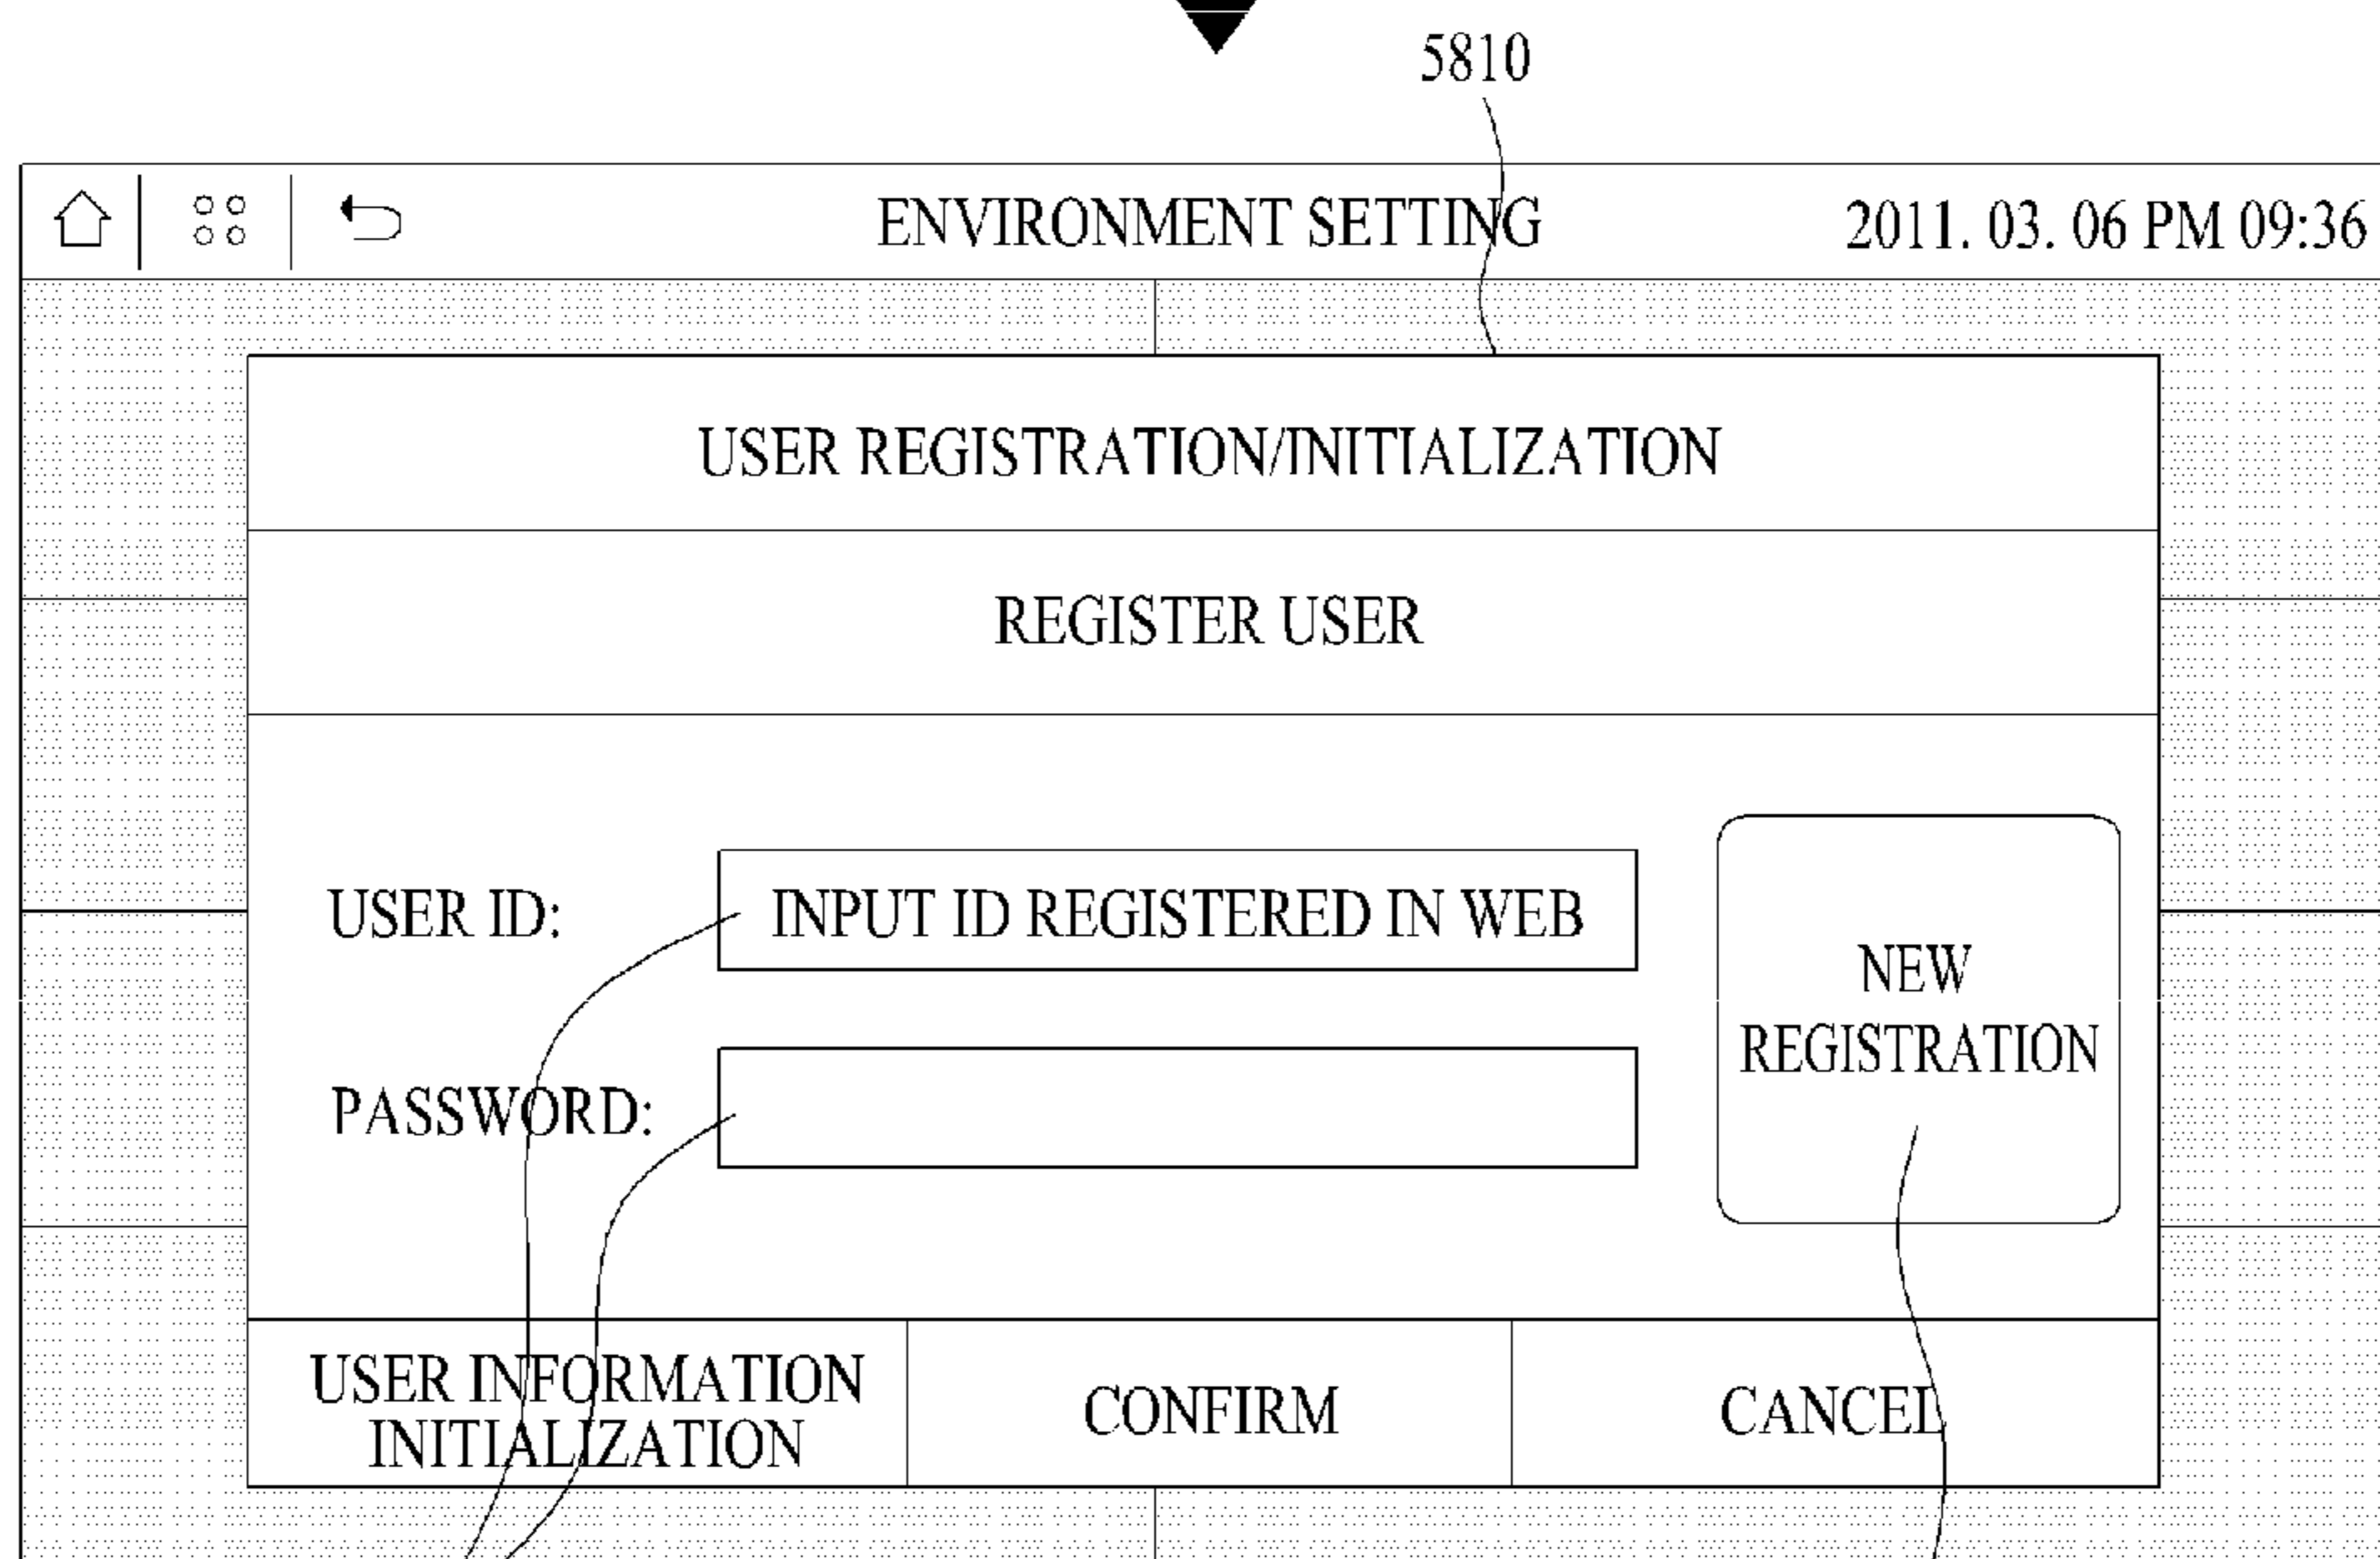 5810
ENVIRONMENT SETTING 2011. 03. 06 PM 09:36
USER REGISTRATION/INITIALIZATION
REGISTER USER
USER ID: INPUT ID REGISTERED IN WEB
NEW
REGISTRATION
PASSWORD:
USER INFORMATION
INITIALIZATION
CONFIRM
CANCEL